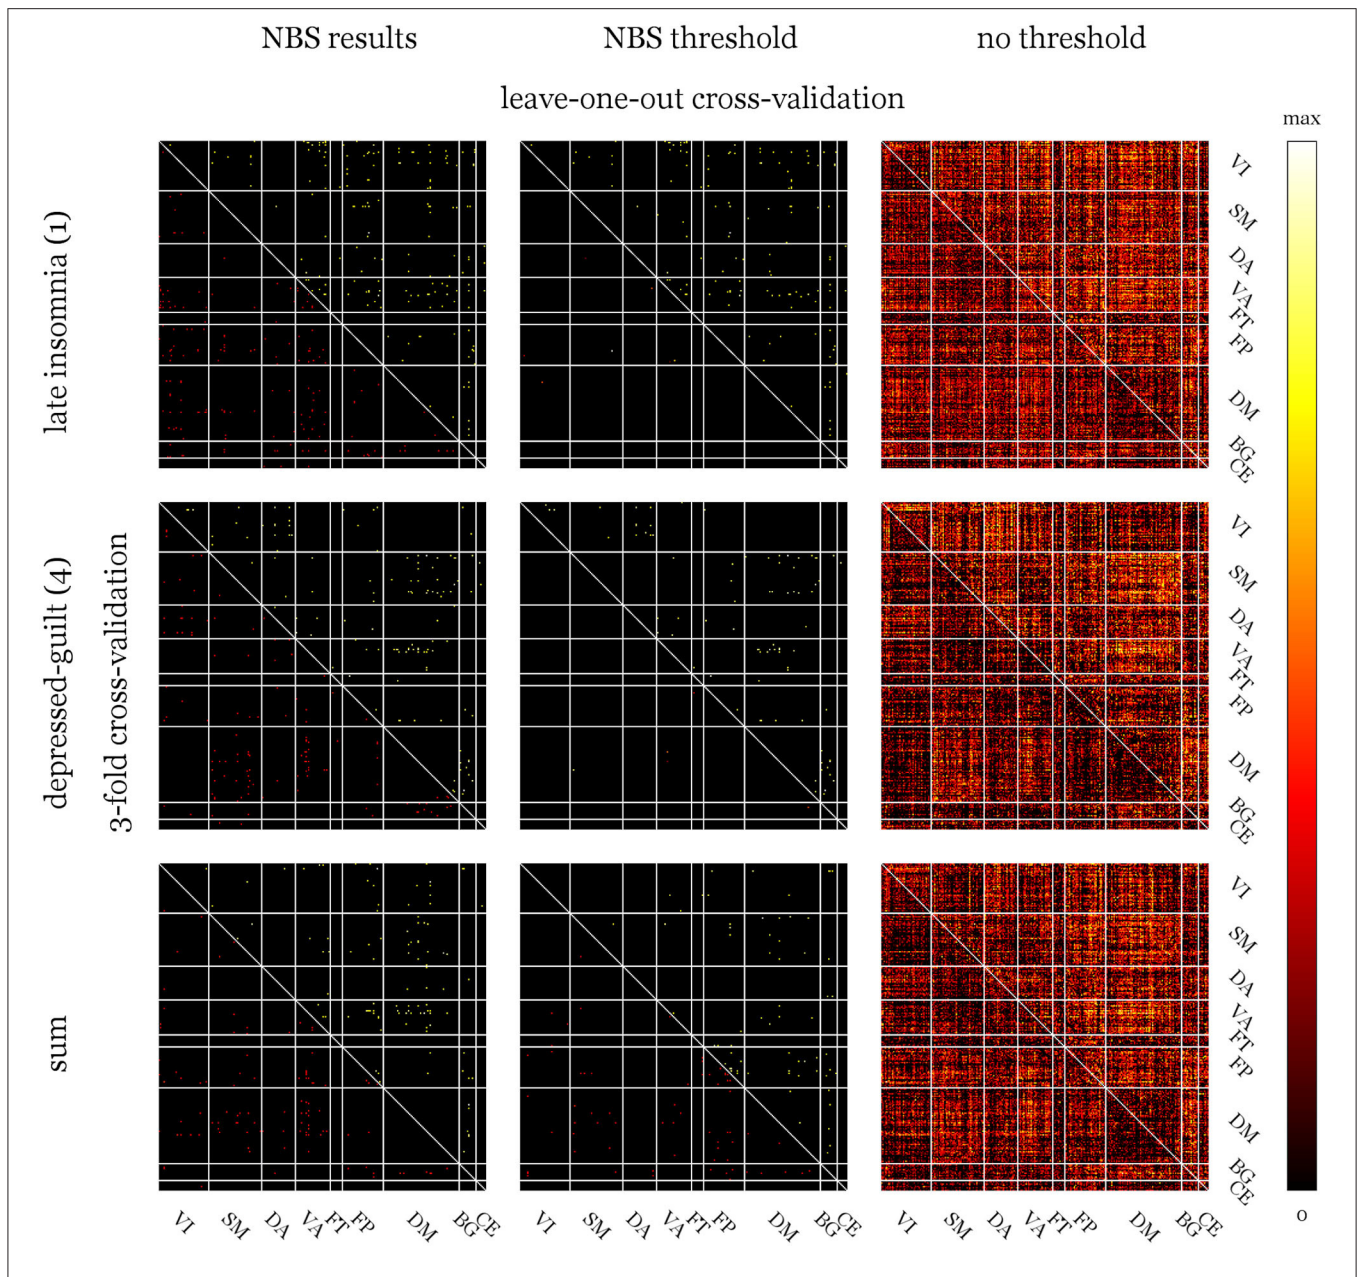 NBS results
NBS threshold
no threshold
leave-one-out cross-validation
max
late insomnia (1)
VI
SM
DA
VA
FT
FP
DM
BG
CE
depressed-guilt (4)
3-fold cross-validation
VI
SM
DA
VA
FT
FP
DM
BG
CE
sum
VI
SM
DA
VA
FT
FP
DM
BG
CE
0
VI SM DA VA FT FP DM BG CE
VI SM DA VA FT FP DM BG CE
VI SM DA VA FT FP DM BG CE